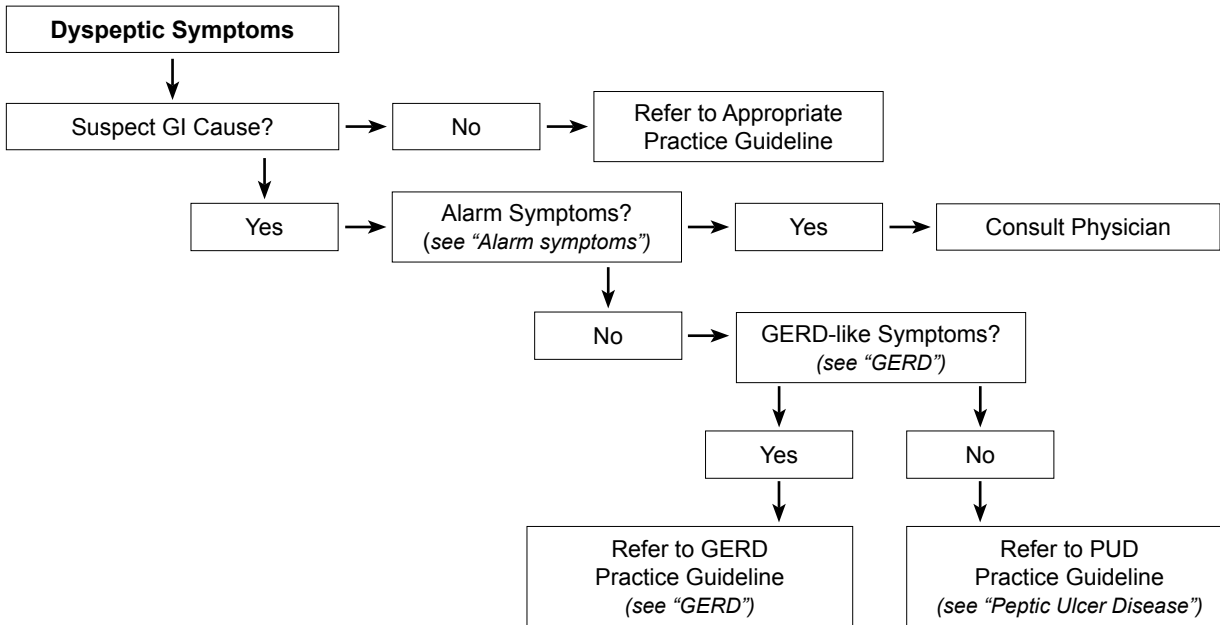 Dyspeptic Symptoms
Suspect GI Cause?
No
Refer to Appropriate
Practice Guideline
Yes
Alarm Symptoms?
(see “Alarm symptoms”)
Yes
Consult Physician
No
GERD-like Symptoms?
(see “GERD”)
Yes
No
Refer to GERD
Practice Guideline
(see “GERD”)
Refer to PUD
Practice Guideline
(see “Peptic Ulcer Disease”)